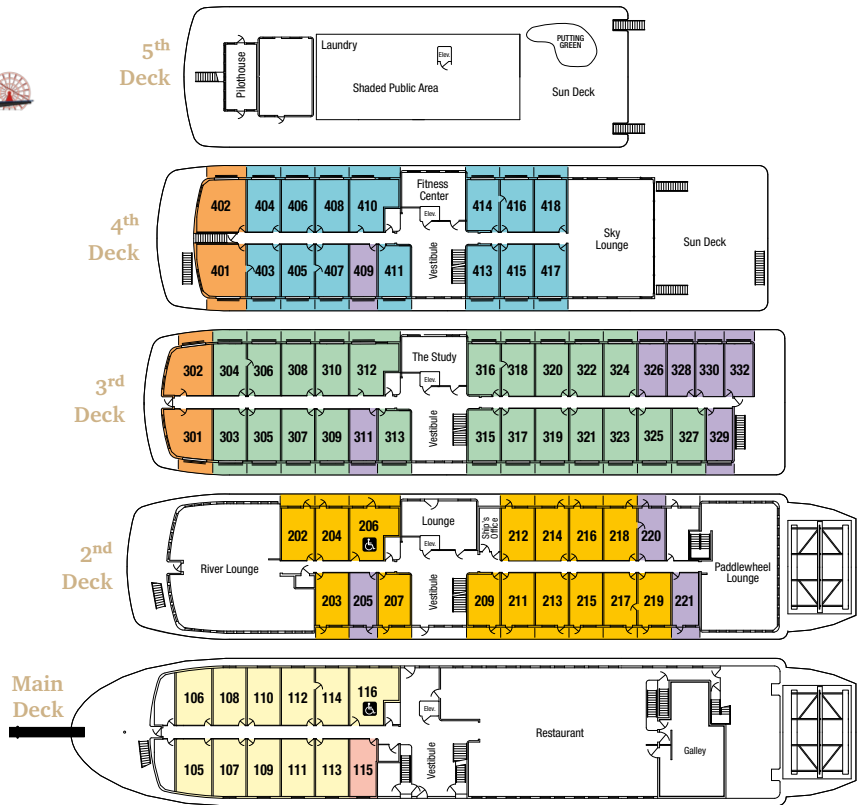 5th
Deck
Pilothouse
Laundry
Elev.
Shaded Public Area
PUTTING
GREEN
Sun Deck
4th
Deck
402
404
406
408
410
Fitness
Center
Elev.
414
416
418
401
403
405
407
409
411
Vestibule
413
415
417
Sky
Lounge
Sun Deck
3rd
Deck
302
304
306
308
310
312
The Study
Elev.
316
318
320
322
324
326
328
330
332
301
303
305
307
309
311
313
Vestibule
315
317
319
321
323
325
327
329
2nd
Deck
River Lounge
202
204
206
Lounge
Elev.
Ship's
Office
212
214
216
218
220
203
205
207
Vestibule
209
211
213
215
217
219
221
Paddlewheel
Lounge
Main
Deck
106
108
110
112
114
116
Elev.
105
107
109
111
113
115
Vestibule
Restaurant
Galley